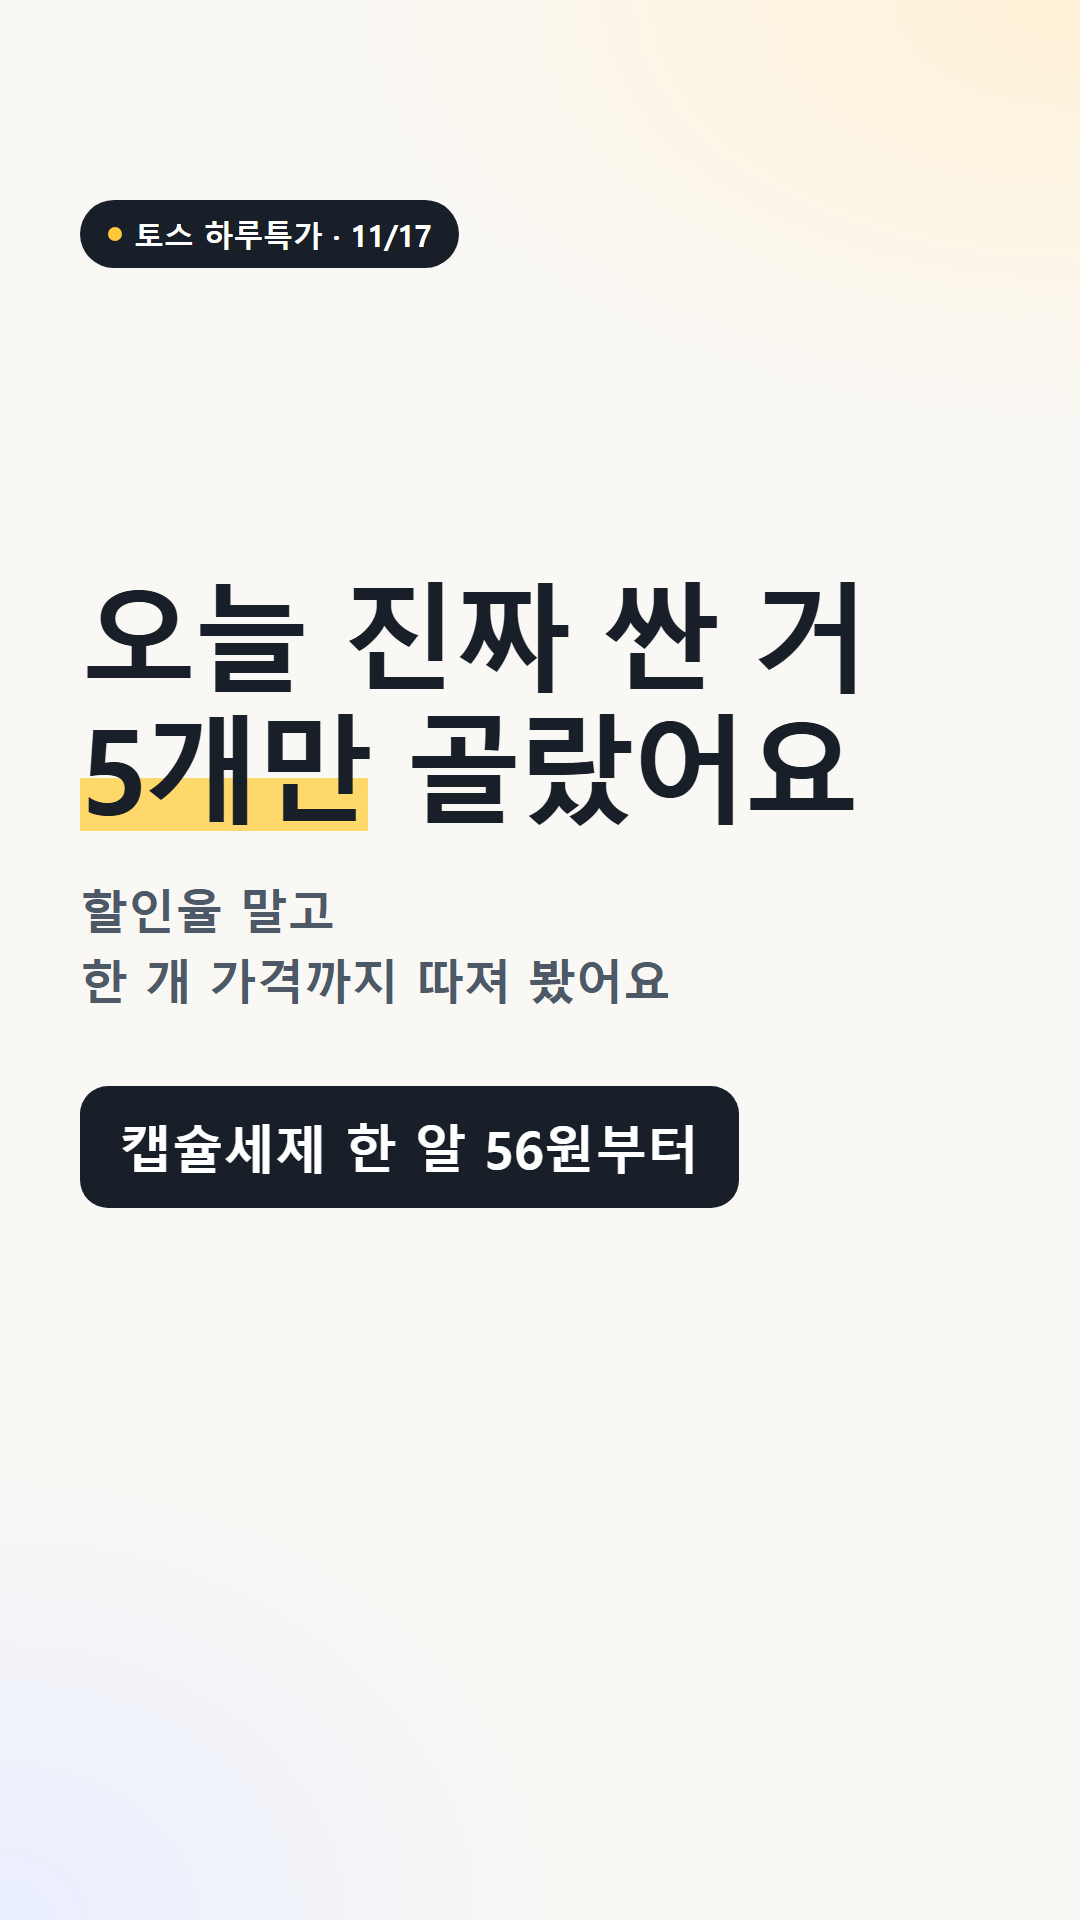 토스 하루특가 · 11/17
오늘 진짜 싼 거
5개만 골랐어요
할인율 말고
한 개 가격까지 따져 봤어요
캡슐세제 한 알 56원부터